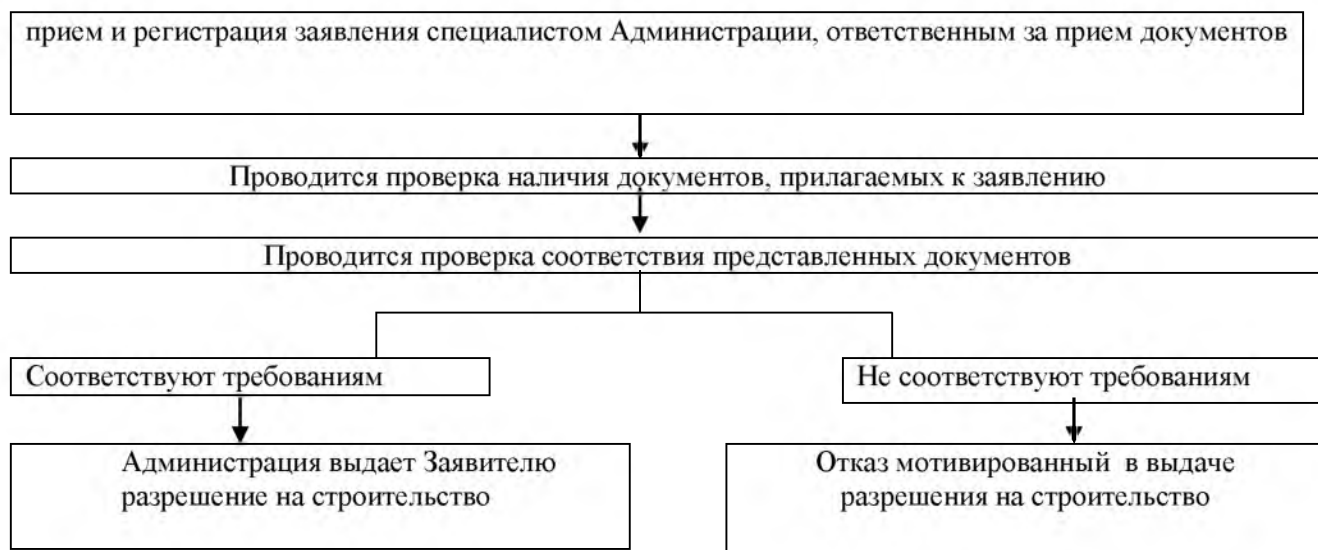 прием и регистрация заявления специалистом Администрации, ответственным за прием документов
Проводится проверка наличия документов, прилагаемых к заявлению
Проводится проверка соответствия представленных документов
Соответствуют требованиям
Не соответствуют требованиям
Администрация выдает Заявителю
разрешение на строительство
Отказ мотивированный в выдаче
разрешения на строительство